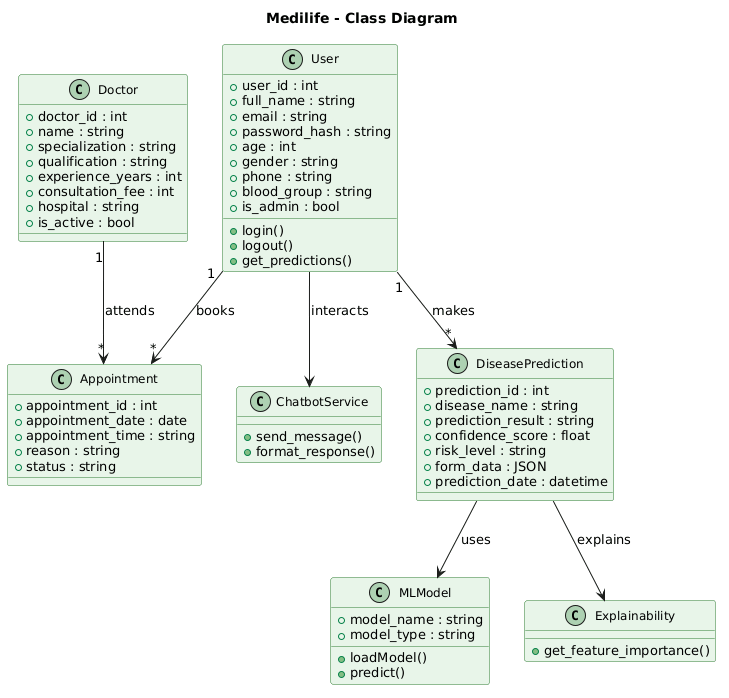 Medilife - Class Diagram
C Doctor
doctor_id : int
name : string
specialization : string
qualification : string
experience_years : int
consultation_fee : int
hospital : string
is_active : bool
C User
user_id : int
full_name : string
email : string
password_hash : string
age : int
gender : string
phone : string
blood_group : string
is_admin : bool
login()
logout()
get_predictions()
1
attends
*
1
books
*
interacts
1
makes
*
C Appointment
appointment_id : int
appointment_date : date
appointment_time : string
reason : string
status : string
C ChatbotService
send_message()
format_response()
C DiseasePrediction
prediction_id : int
disease_name : string
prediction_result : string
confidence_score : float
risk_level : string
form_data : JSON
prediction_date : datetime
uses
explains
C MLModel
model_name : string
model_type : string
loadModel()
predict()
C Explainability
get_feature_importance()